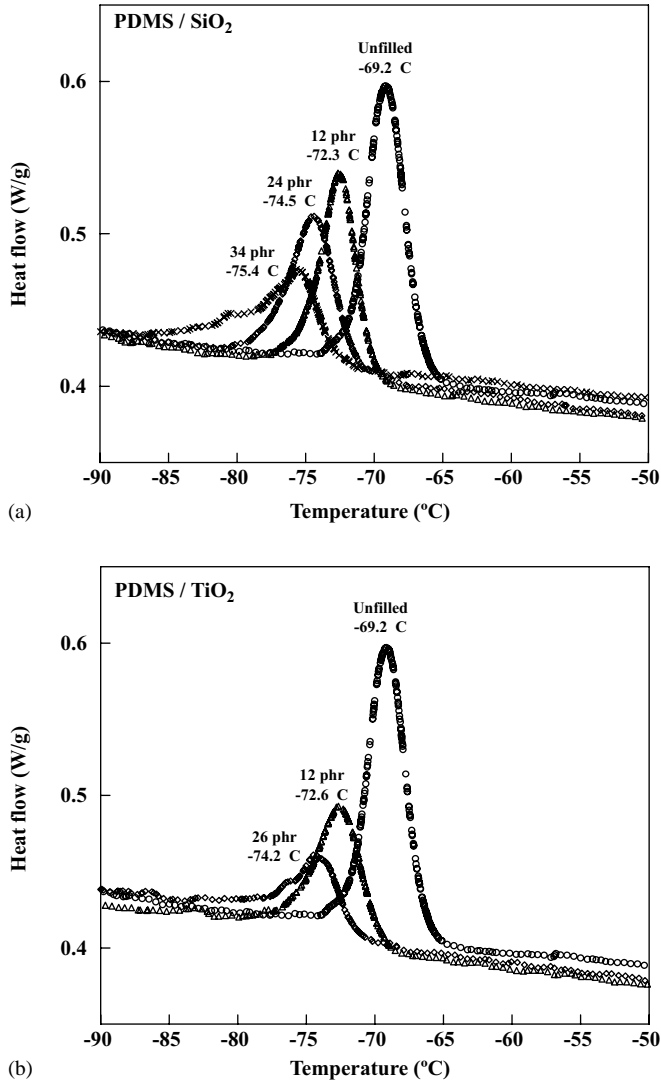 PDMS / SiO₂
Unfilled
-69.2 C
12 phr
-72.3 C
24 phr
-74.5 C
34 phr
-75.4 C
0.6
0.5
0.4
Heat flow (W/g)
-90 -85 -80 -75 -70 -65 -60 -55 -50
Temperature (ºC)
(a)
PDMS / TiO₂
Unfilled
-69.2 C
12 phr
-72.6 C
26 phr
-74.2 C
0.6
0.5
0.4
Heat flow (W/g)
-90 -85 -80 -75 -70 -65 -60 -55 -50
Temperature (ºC)
(b)